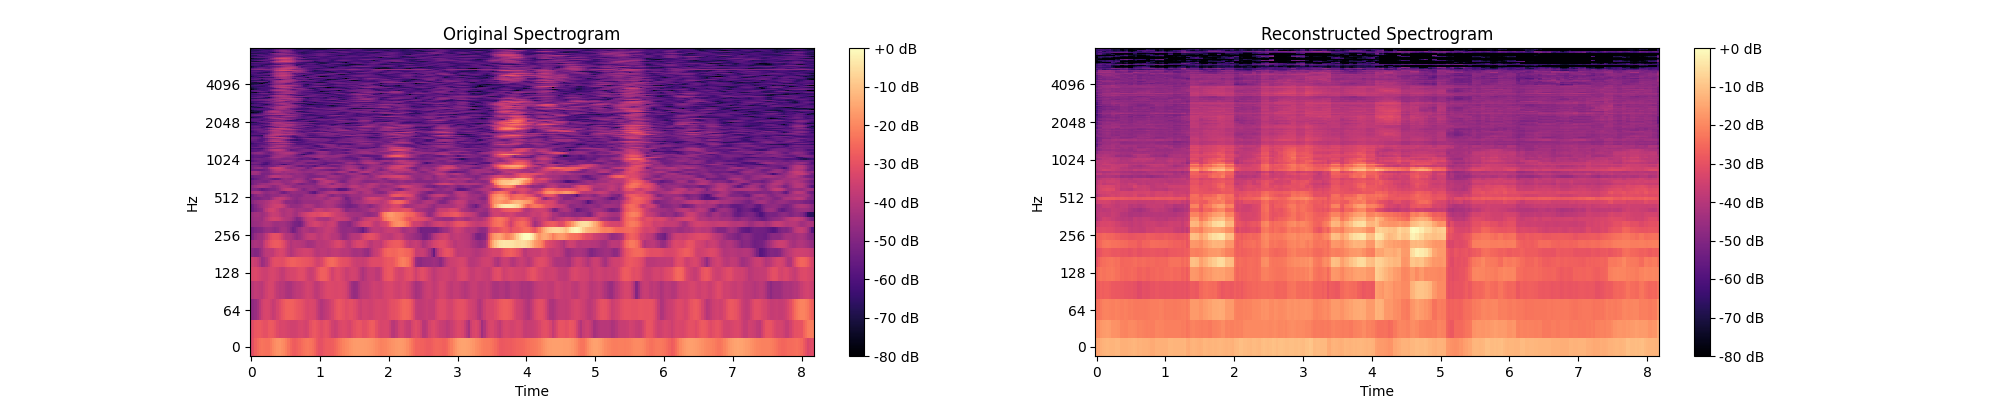 Original Spectrogram
Hz
4096
2048
1024
512
256
128
64
0
0 1 2 3 4 5 6 7 8
Time
+0 dB
-10 dB
-20 dB
-30 dB
-40 dB
-50 dB
-60 dB
-70 dB
-80 dB
Reconstructed Spectrogram
Hz
4096
2048
1024
512
256
128
64
0
0 1 2 3 4 5 6 7 8
Time
+0 dB
-10 dB
-20 dB
-30 dB
-40 dB
-50 dB
-60 dB
-70 dB
-80 dB